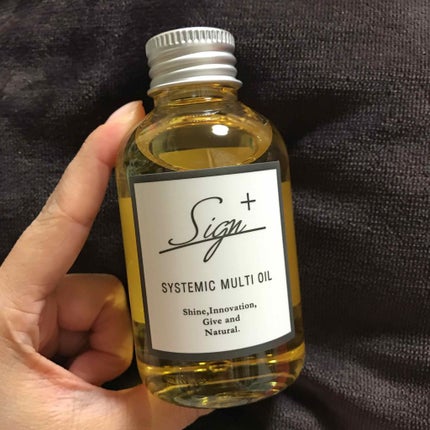 Sign+
SYSTEMIC MULTI OIL
Shine,Innovation,
Give and
Natural.